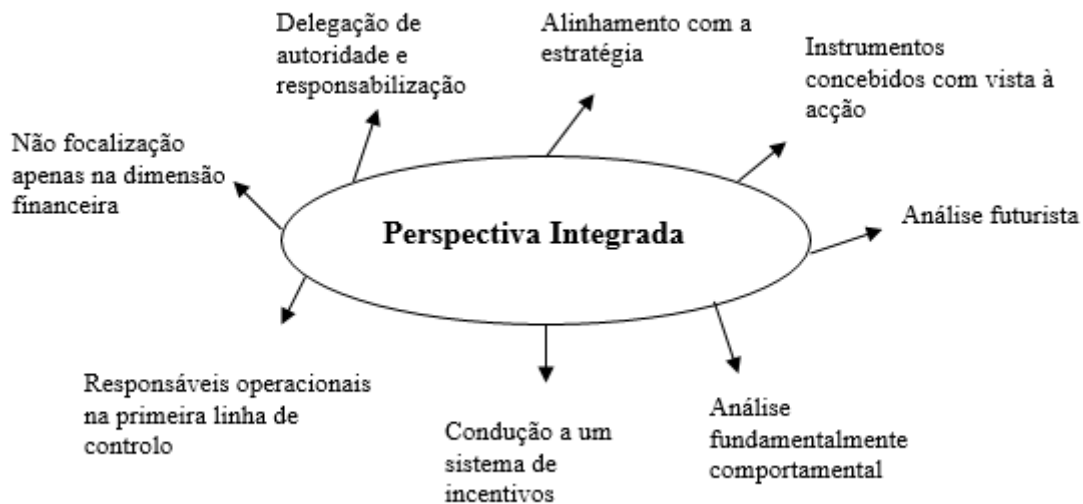 Delegação de
autoridade e
responsabilização
Alinhamento com a
estratégia
Instrumentos
concebidos com vista à
acção
Não focalização
apenas na dimensão
financeira
Perspectiva Integrada
Análise futurista
Responsáveis operacionais
na primeira linha de
controlo
Condução a um
sistema de
incentivos
Análise
fundamentalmente
comportamental